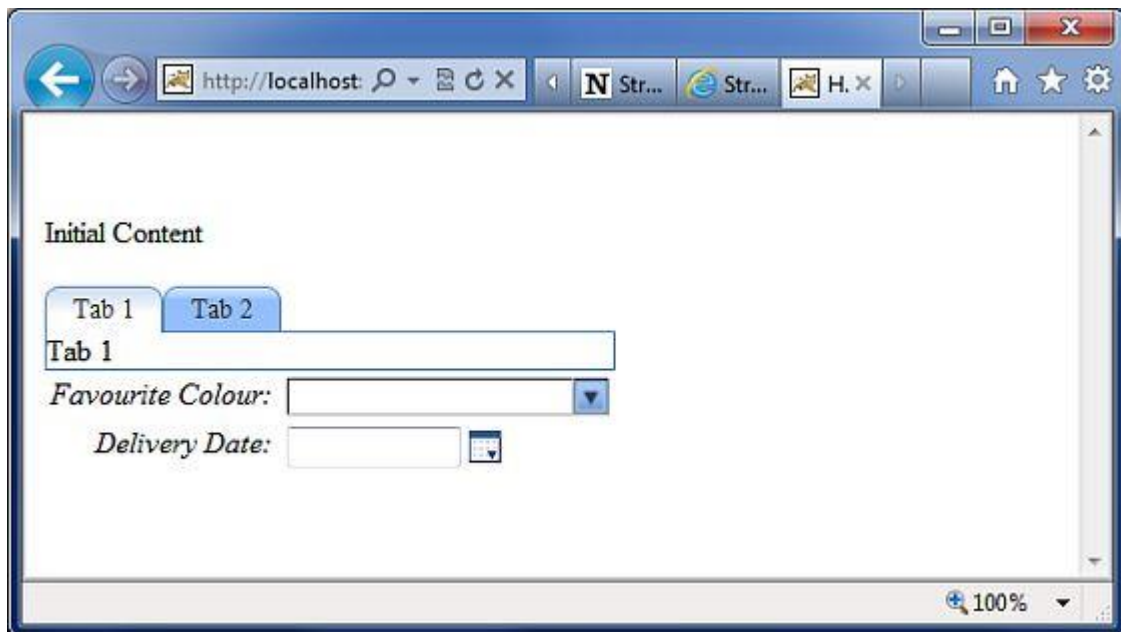 http://localhost: N Str... Str... H.
Initial Content
Tab 1 Tab 2
Tab 1
Favourite Colour:
Delivery Date:
100%